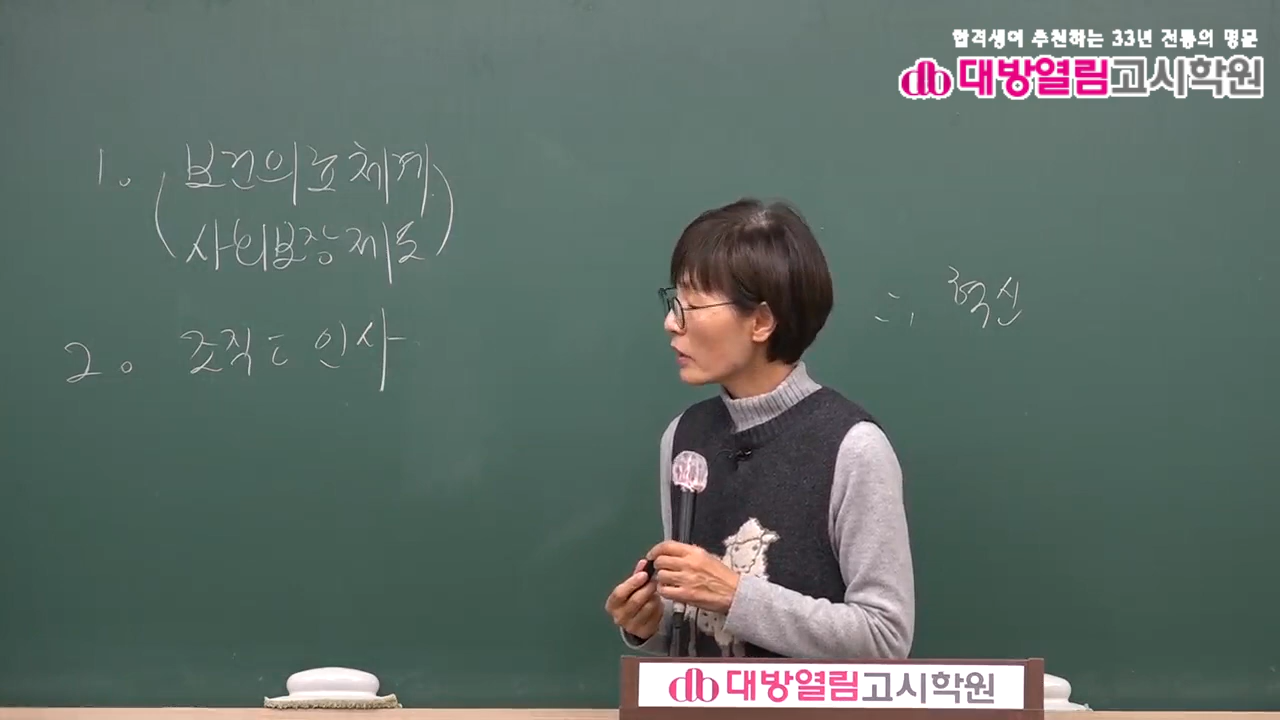 합격생이 추천하는 33년 전통의 명문
대방열림고시학원
1. 보건의료체계
(사회보장제도)
2. 조직 인사
혁신
대방열림고시학원